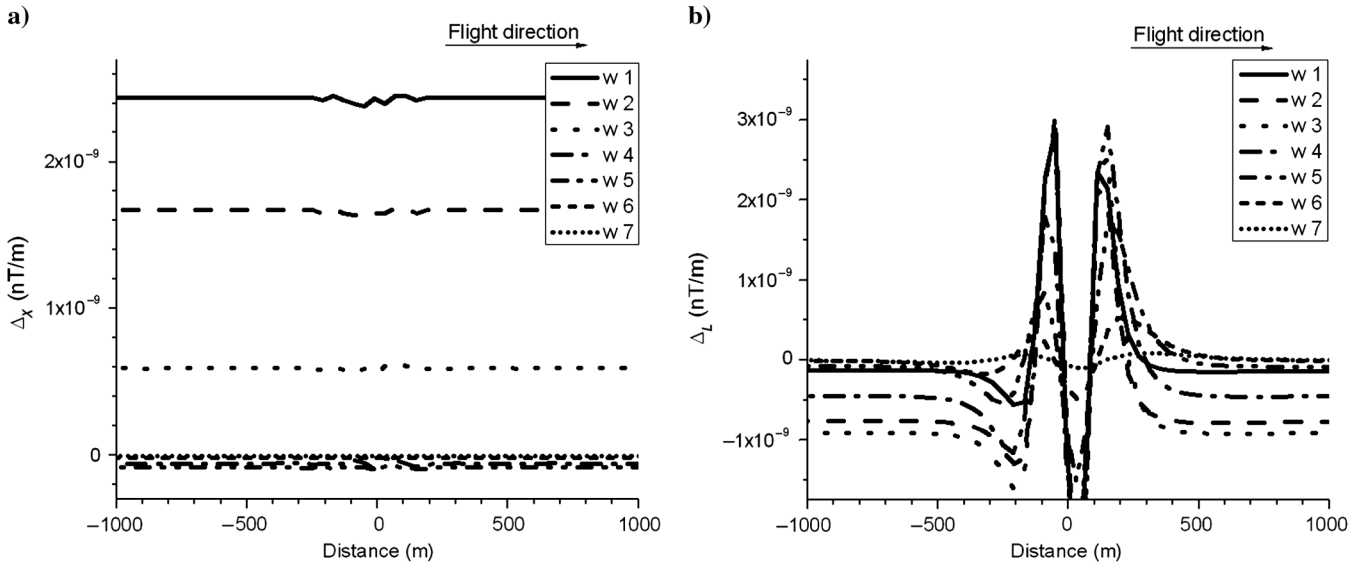 a)
Flight direction
w 1
w 2
w 3
w 4
w 5
w 6
w 7
2x10⁻⁹
1x10⁻⁹
0
Δₓ (nT/m)
−1000
−500
0
500
1000
Distance (m)
b)
Flight direction
w 1
w 2
w 3
w 4
w 5
w 6
w 7
3x10⁻⁹
2x10⁻⁹
1x10⁻⁹
0
−1x10⁻⁹
Δ_L (nT/m)
−1000
−500
0
500
1000
Distance (m)